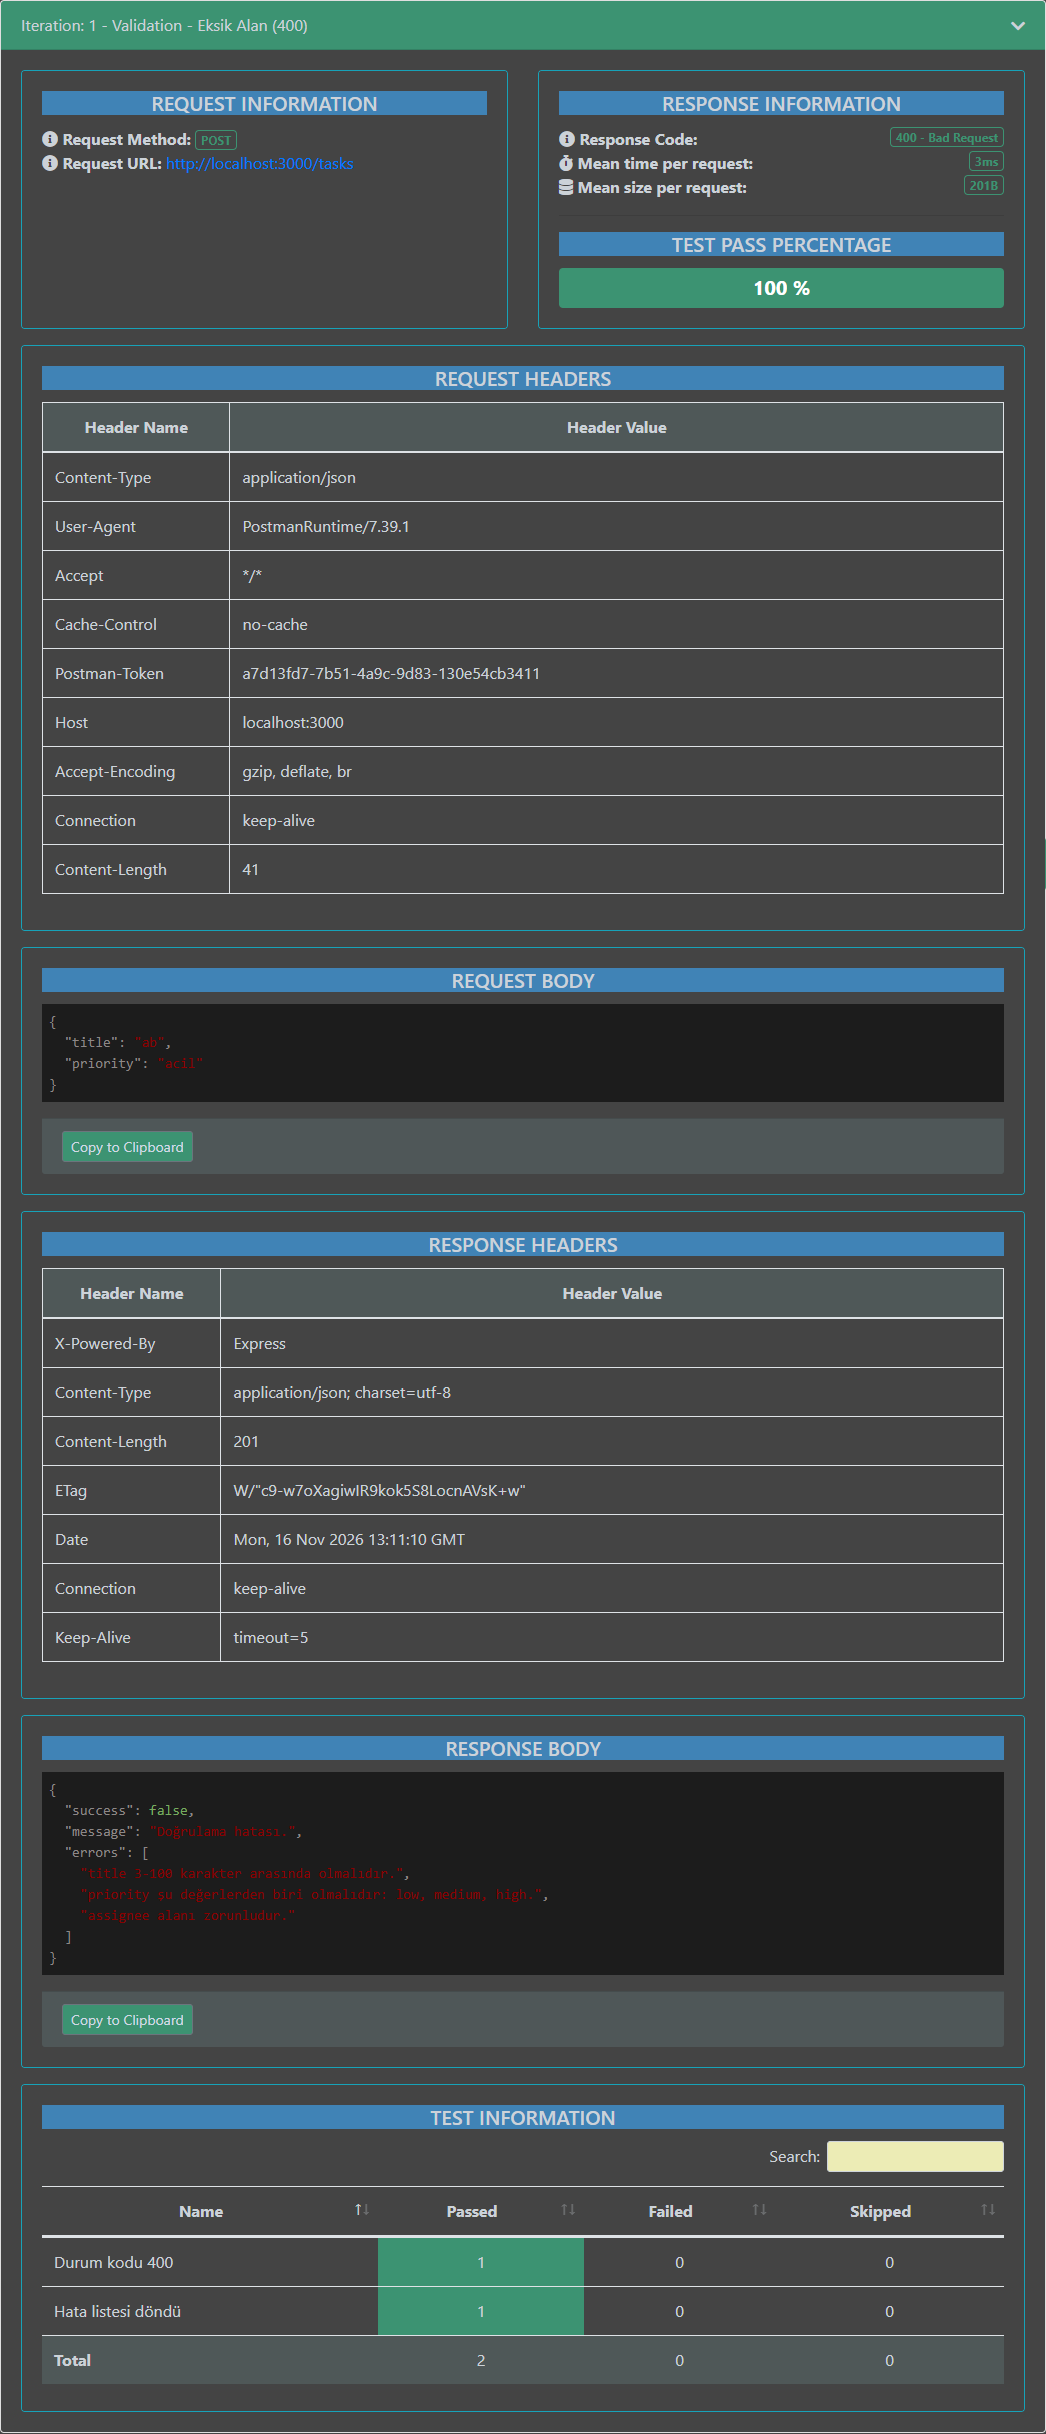 Iteration: 1 - Validation - Eksik Alan (400)
REQUEST INFORMATION
Request Method: POST
Request URL: http://localhost:3000/tasks
RESPONSE INFORMATION
Response Code: 400 - Bad Request
Mean time per request: 3ms
Mean size per request: 201B
TEST PASS PERCENTAGE
100 %
REQUEST HEADERS
Header Name Header Value
Content-Type application/json
User-Agent PostmanRuntime/7.39.1
Accept */*
Cache-Control no-cache
Postman-Token a7d13fd7-7b51-4a9c-9d83-130e54cb3411
Host localhost:3000
Accept-Encoding gzip, deflate, br
Connection keep-alive
Content-Length 41
REQUEST BODY
{
"title": "ab",
"priority": "acil"
}
Copy to Clipboard
RESPONSE HEADERS
Header Name Header Value
X-Powered-By Express
Content-Type application/json; charset=utf-8
Content-Length 201
ETag W/"c9-w7oXagiwIR9kok5S8LocnAVsK+w"
Date Mon, 16 Nov 2026 13:11:10 GMT
Connection keep-alive
Keep-Alive timeout=5
RESPONSE BODY
{
"success": false,
"message": "Doğrulama hatası.",
"errors": [
"title 3-100 karakter arasında olmalıdır.",
"priority şu değerlerden biri olmalıdır: low, medium, high.",
"assignee alanı zorunludur."
]
}
Copy to Clipboard
TEST INFORMATION
Search:
Name Passed Failed Skipped
Durum kodu 400 1 0 0
Hata listesi döndü 1 0 0
Total 2 0 0